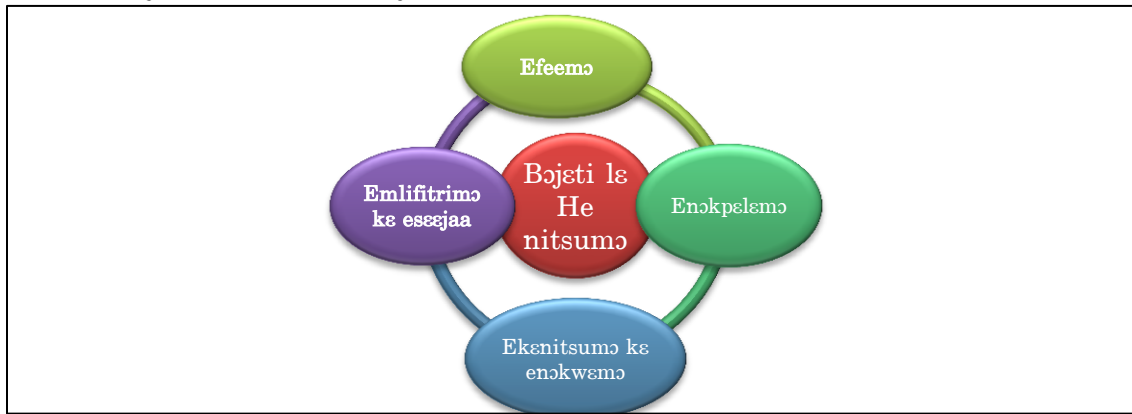 Efeemɔ
Bɔjɛti lɛ
He
nitsumɔ
Enɔkpɛlɛmɔ
Ekɛnitsumɔ kɛ
enɔkwɛmɔ
Emlifitrimɔ
kɛ esɛɛjaa